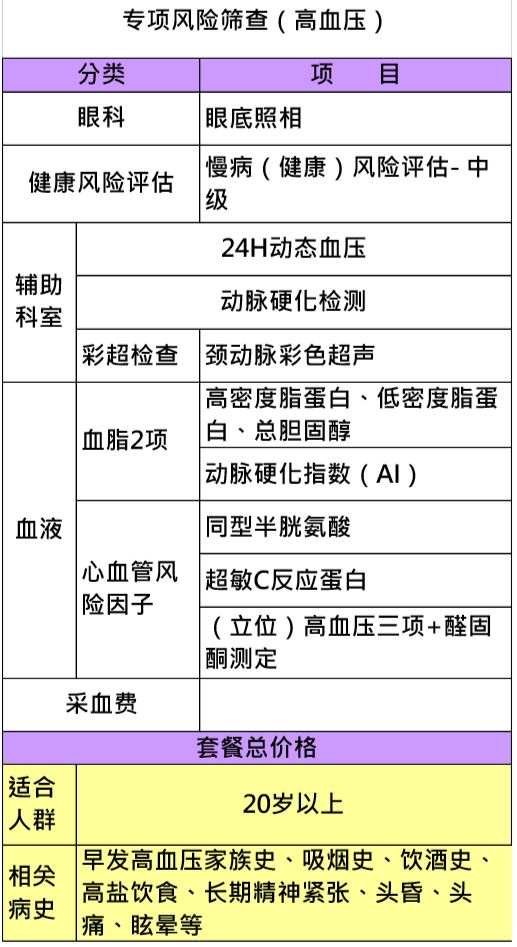 专项风险筛查（高血压）
分类 项 目
眼科 眼底照相
健康风险评估 慢病（健康）风险评估- 中
级
辅助
科室
24H动态血压
动脉硬化检测
彩超检查 颈动脉彩色超声
血液
血脂2项
高密度脂蛋白、低密度脂蛋
白、总胆固醇
动脉硬化指数（AI）
心血管风
险因子
同型半胱氨酸
超敏C反应蛋白
（立位）高血压三项+醛固
酮测定
采血费
套餐总价格
适合
人群
20岁以上
相关
病史
早发高血压家族史、吸烟史、饮酒史、
高盐饮食、长期精神紧张、头昏、头
痛、眩晕等